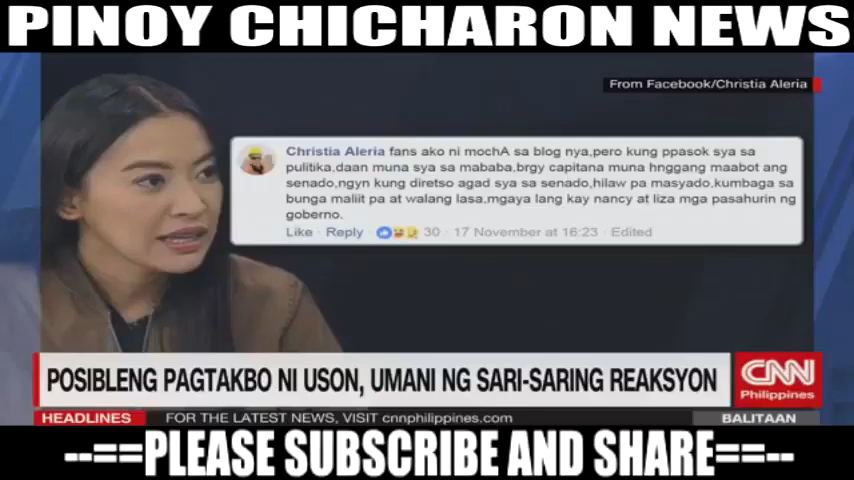 PINOY CHICHARON NEWS
From Facebook/Christia Aleria
Christia Aleria fans ako ni mochA sa blog nya,pero kung ppasok sya sa
pulitika,daan muna sya sa mababa,brgy capitana muna hnggang maabot ang
senado,ngyn kung diretso agad sya sa senado,hilaw pa masyado,kumbaga sa
bunga maliit pa at walang lasa,mgaya lang kay nancy at liza mga pasahurin ng
goberno.
Like · Reply · 30 · 17 November at 16:23 · Edited
POSIBLENG PAGTAKBO NI USON, UMANI NG SARI-SARING REAKSYON
CNN
Philippines
HEADLINES FOR THE LATEST NEWS, VISIT cnnphilippines.com BALITAAN
--==PLEASE SUBSCRIBE AND SHARE==--